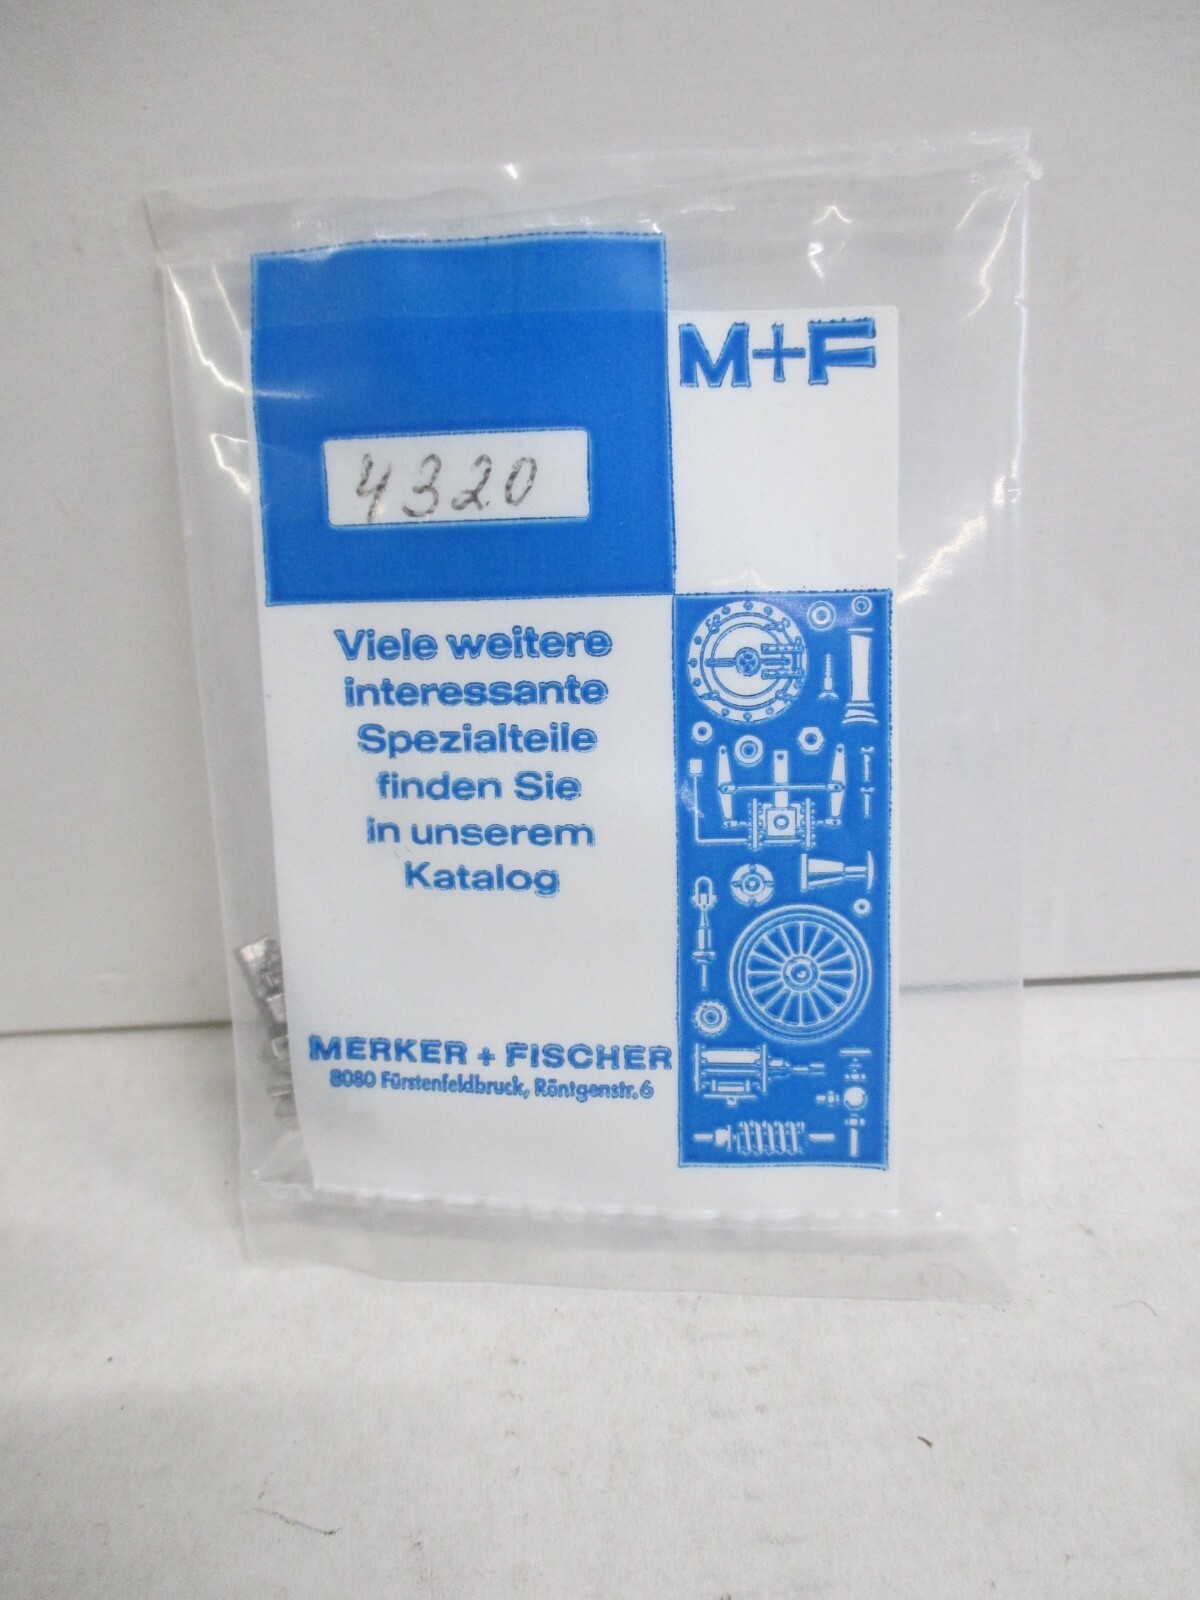 M+F
4320
Viele weitere
interessante
Spezialteile
finden Sie
in unserem
Katalog
MERKER + FISCHER
8080 Fürstenfeldbruck, Röntgenstr. 6